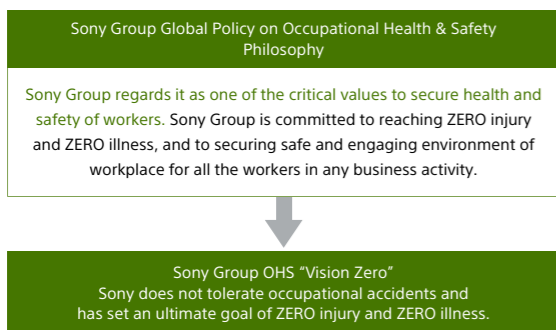 Sony Group Global Policy on Occupational Health & Safety
Philosophy
Sony Group regards it as one of the critical values to secure health and
safety of workers. Sony Group is committed to reaching ZERO injury
and ZERO illness, and to securing safe and engaging environment of
workplace for all the workers in any business activity.
Sony Group OHS “Vision Zero”
Sony does not tolerate occupational accidents and
has set an ultimate goal of ZERO injury and ZERO illness.